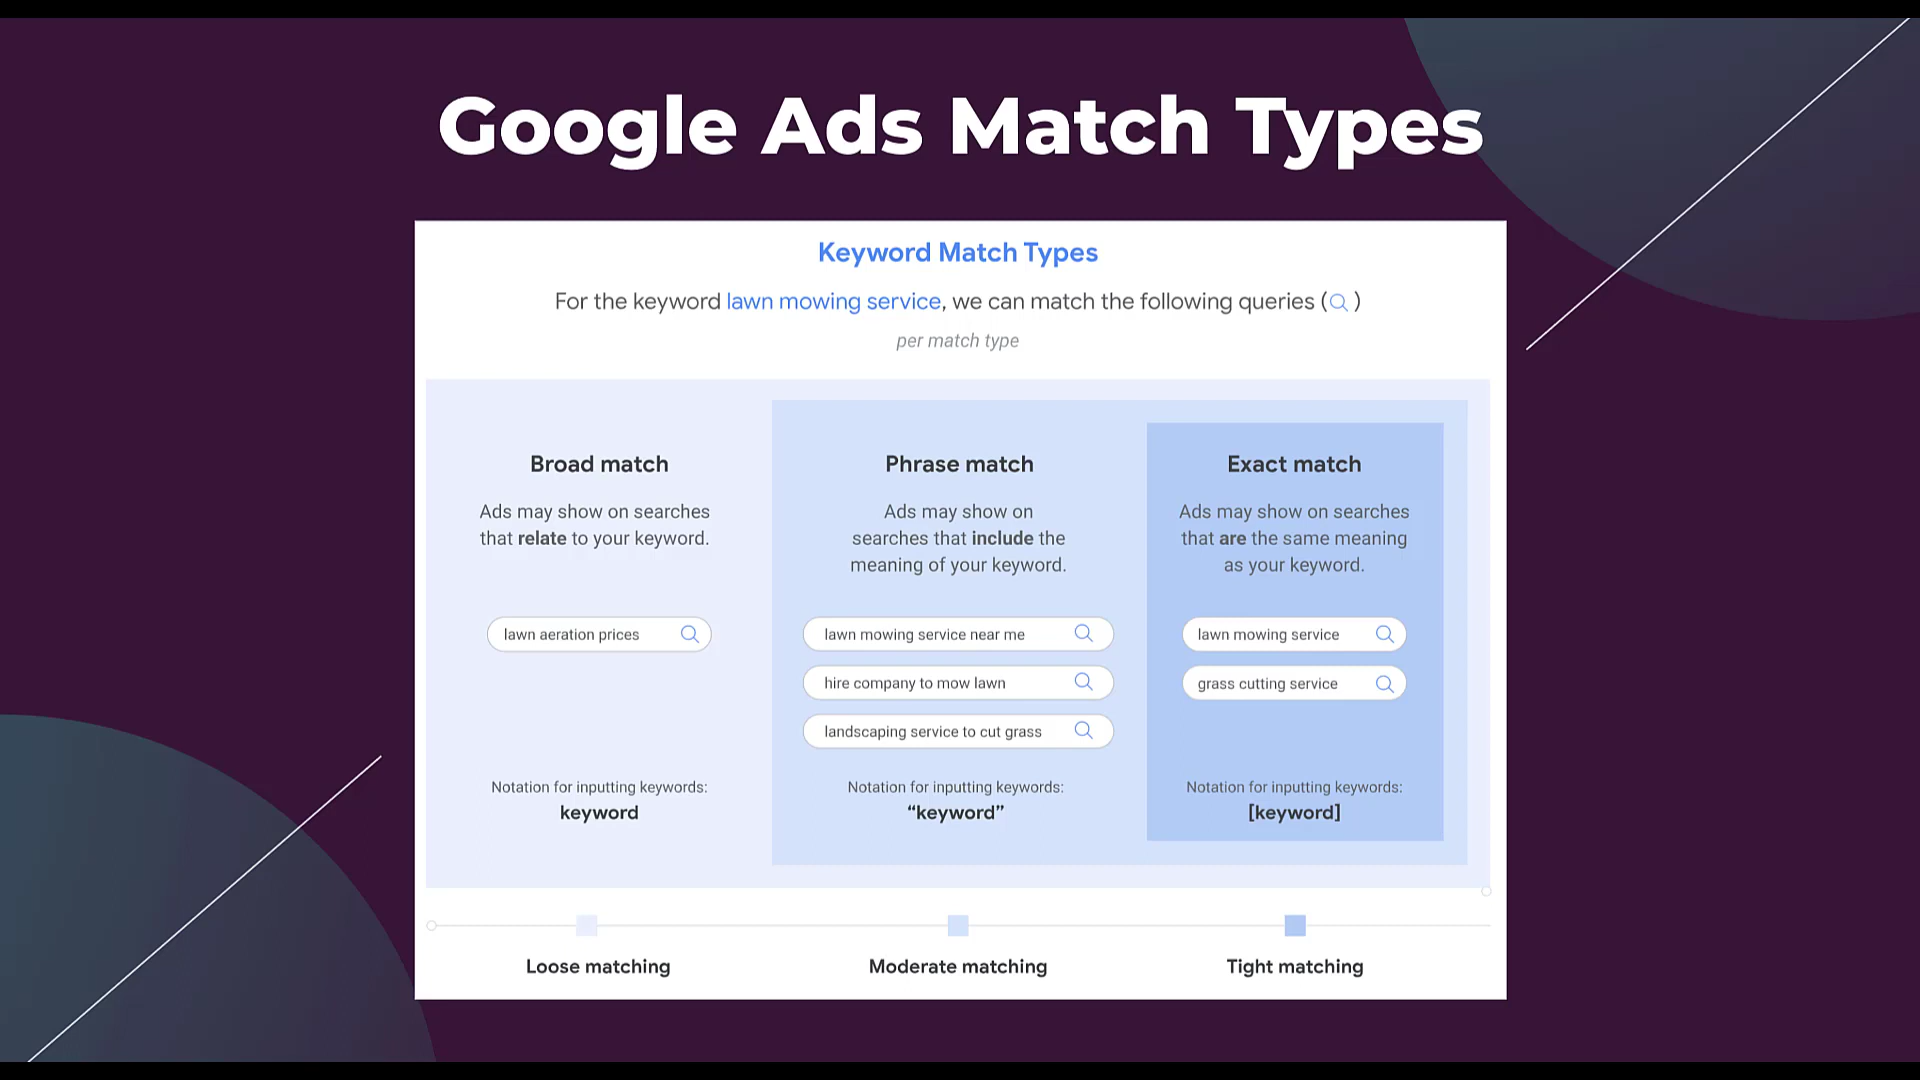 Google Ads Match Types
Keyword Match Types
For the keyword lawn mowing service, we can match the following queries ( )
per match type
Broad match
Ads may show on searches
that relate to your keyword.
lawn aeration prices
Notation for inputting keywords:
keyword
Phrase match
Ads may show on
searches that include the
meaning of your keyword.
lawn mowing service near me
hire company to mow lawn
landscaping service to cut grass
Notation for inputting keywords:
“keyword”
Exact match
Ads may show on searches
that are the same meaning
as your keyword.
lawn mowing service
grass cutting service
Notation for inputting keywords:
[keyword]
Loose matching
Moderate matching
Tight matching